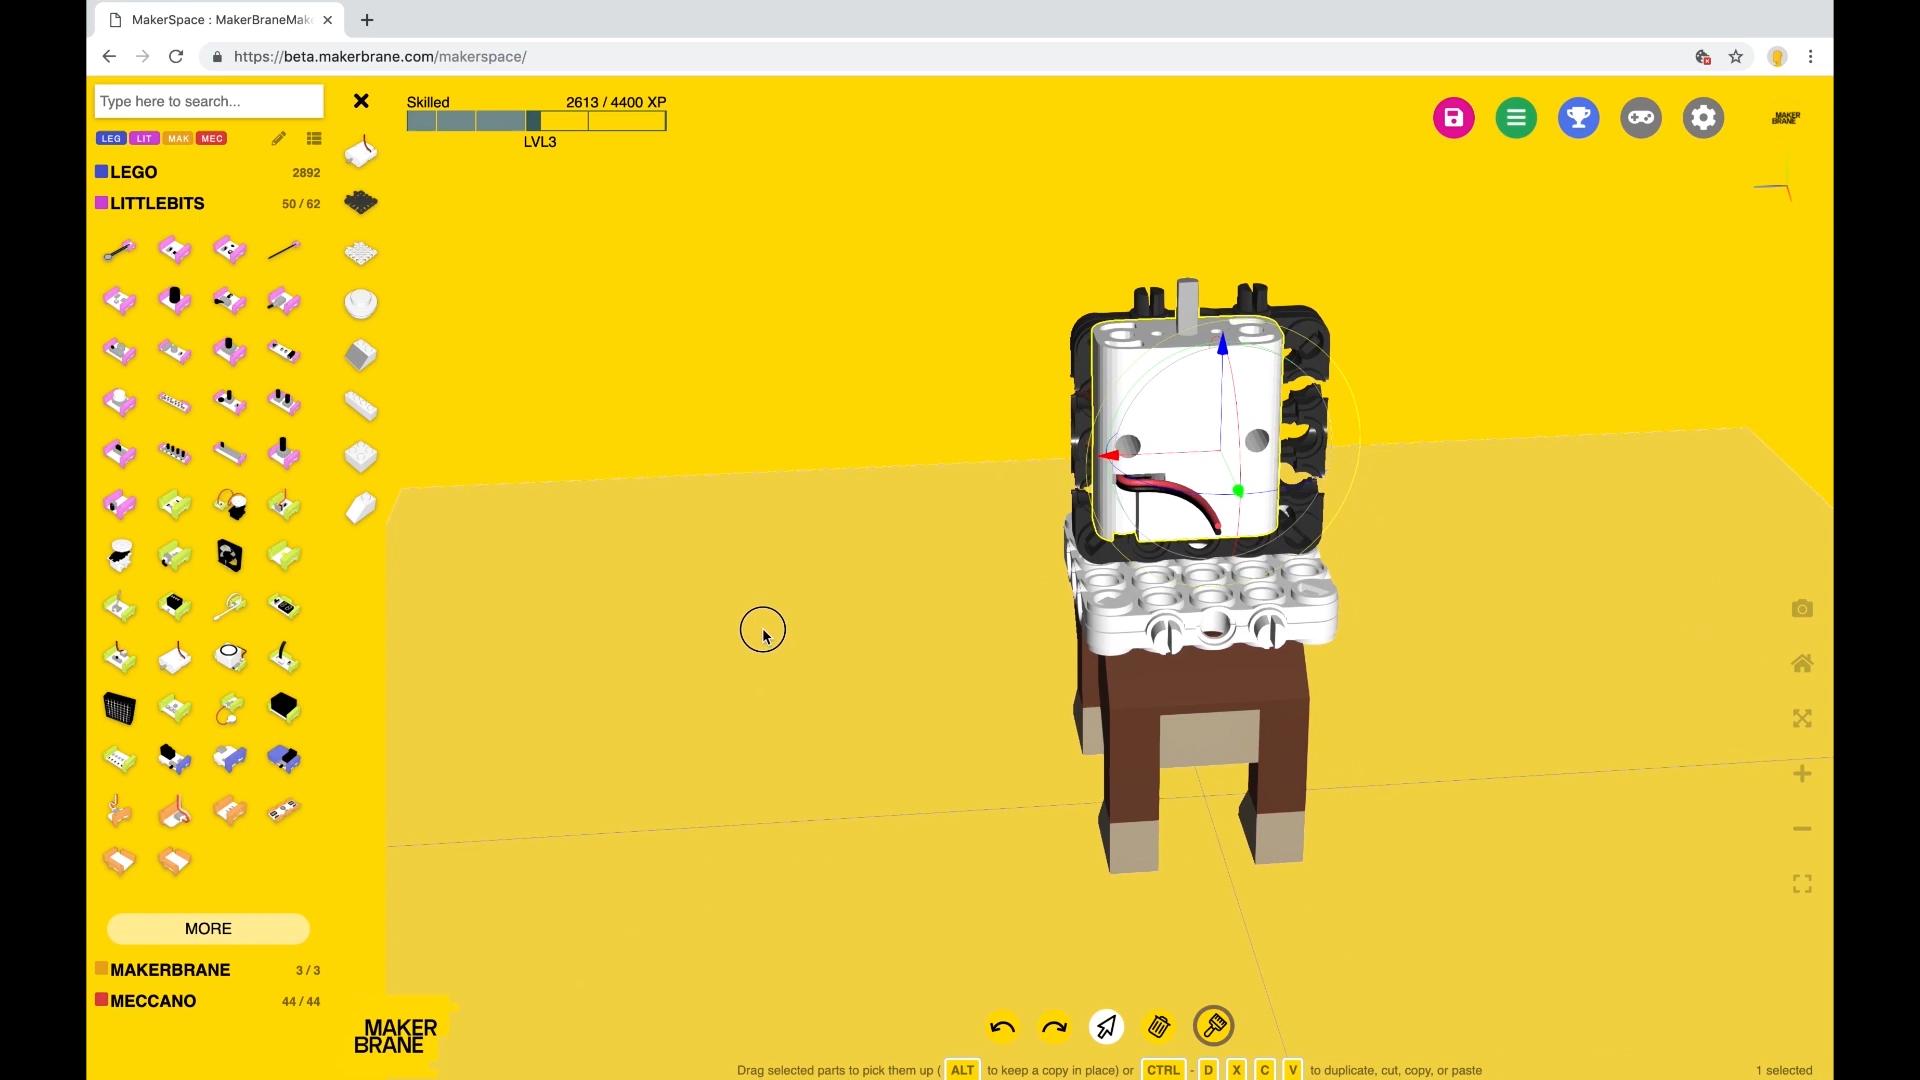 MakerSpace : MakerBraneMak
https://beta.makerbrane.com/makerspace/
Type here to search...
LEG LIT MAK MEC
LEGO 2892
LITTLEBITS 50 / 62
MORE
MAKERBRANE 3 / 3
MECCANO 44 / 44
Skilled 2613 / 4400 XP
LVL3
MAKER
BRANE
MAKER
BRANE
Drag selected parts to pick them up ( ALT to keep a copy in place) or CTRL - D X C V to duplicate, cut, copy, or paste
1 selected